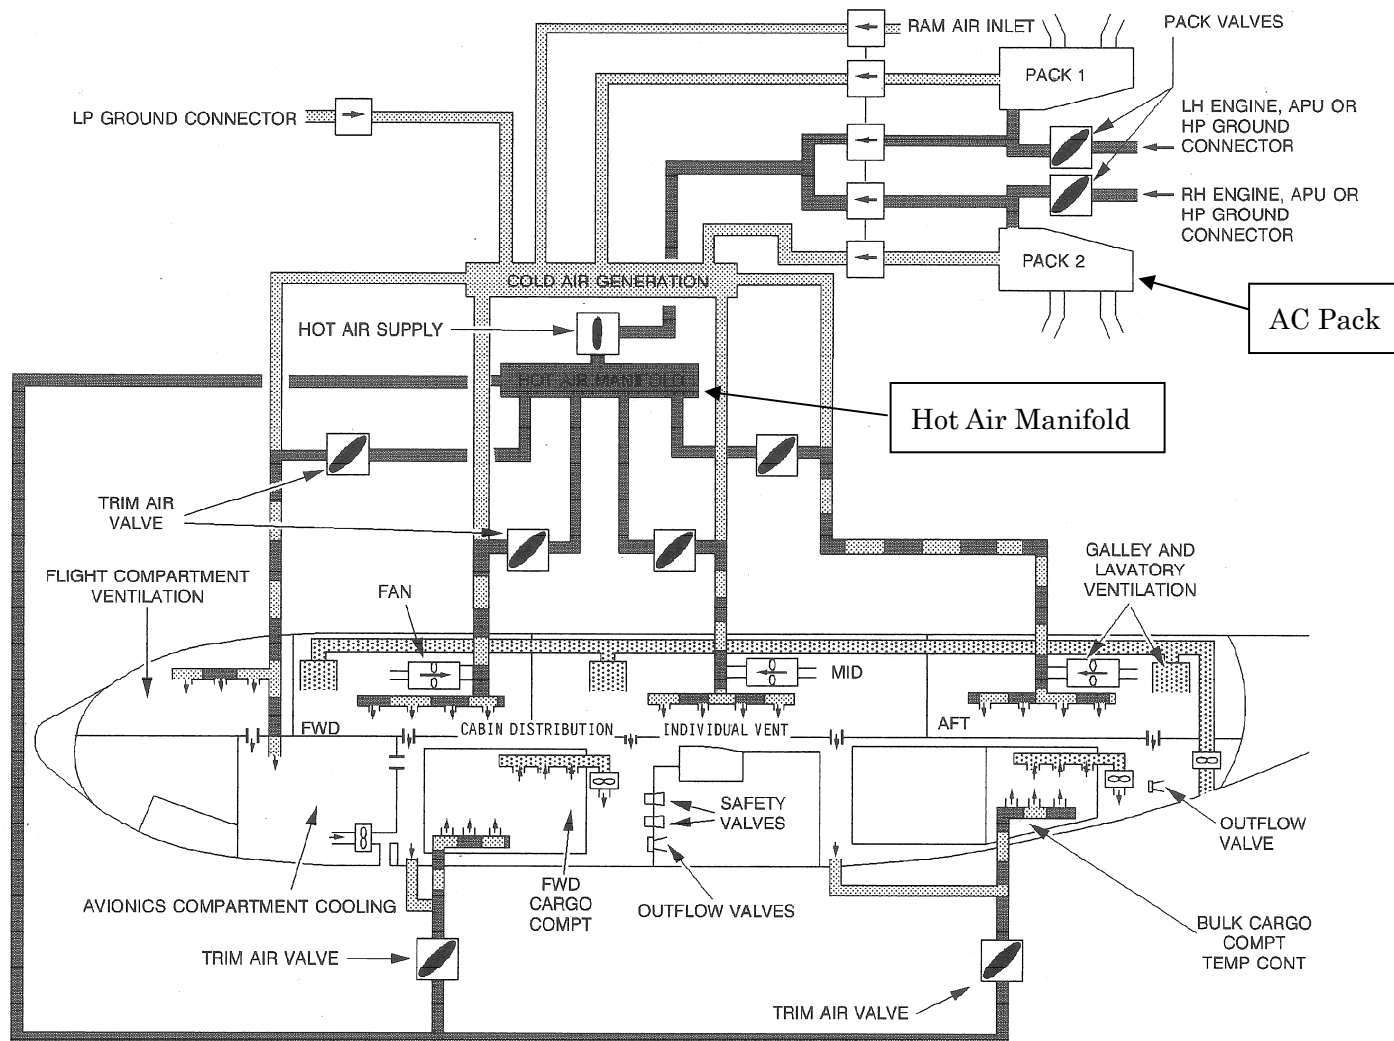 RAM AIR INLET
PACK VALVES
PACK 1
LP GROUND CONNECTOR
LH ENGINE, APU OR
HP GROUND
CONNECTOR
RH ENGINE, APU OR
HP GROUND
CONNECTOR
PACK 2
COLD AIR GENERATION
AC Pack
HOT AIR SUPPLY
HOT AIR MANIFOLD
Hot Air Manifold
TRIM AIR
VALVE
GALLEY AND
LAVATORY
VENTILATION
FLIGHT COMPARTMENT
VENTILATION
FAN
MID
FWD
CABIN DISTRIBUTION
INDIVIDUAL VENT
AFT
SAFETY
VALVES
OUTFLOW
VALVE
AVIONICS COMPARTMENT COOLING
FWD
CARGO
COMPT
OUTFLOW VALVES
BULK CARGO
COMPT
TEMP CONT
TRIM AIR VALVE
TRIM AIR VALVE